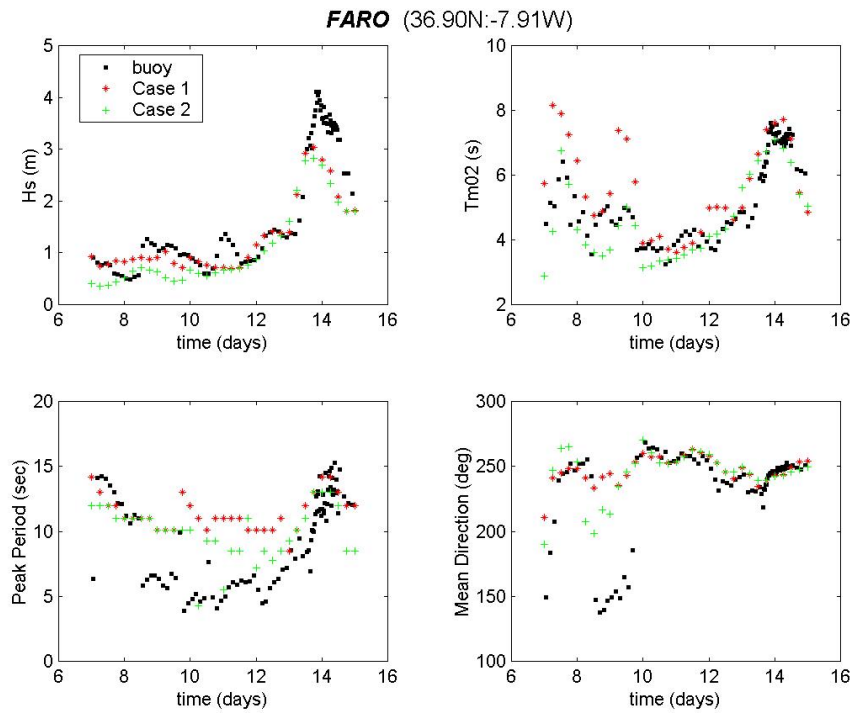 FARO (36.90N:-7.91W)
5
4
3
2
1
0
Hs (m)
buoy
Case 1
Case 2
6 8 10 12 14 16
time (days)
10
8
6
4
2
Tm02 (s)
6 8 10 12 14 16
time (days)
20
15
10
5
0
Peak Period (sec)
6 8 10 12 14 16
time (days)
300
250
200
150
100
Mean Direction (deg)
6 8 10 12 14 16
time (days)